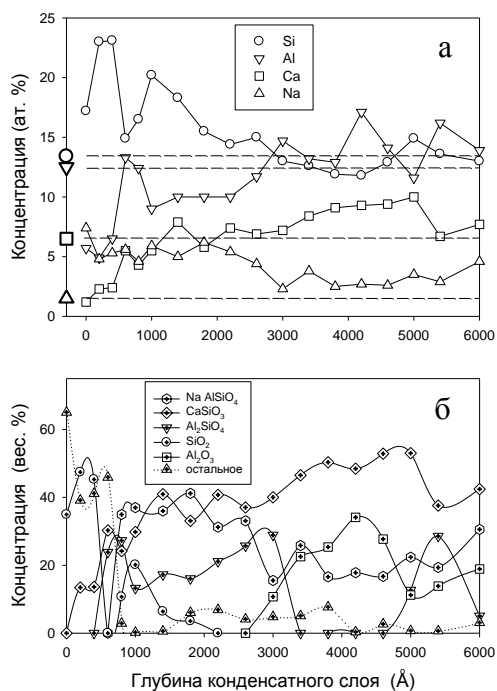 а
Si
Al
Ca
Na
Концентрация (ат. %)
25
20
15
10
5
0
0 1000 2000 3000 4000 5000 6000
б
Na AlSiO4
CaSiO3
Al2SiO4
SiO2
Al2O3
остальное
Концентрация (вес. %)
60
40
20
0
0 1000 2000 3000 4000 5000 6000
Глубина конденсатного слоя (Å)